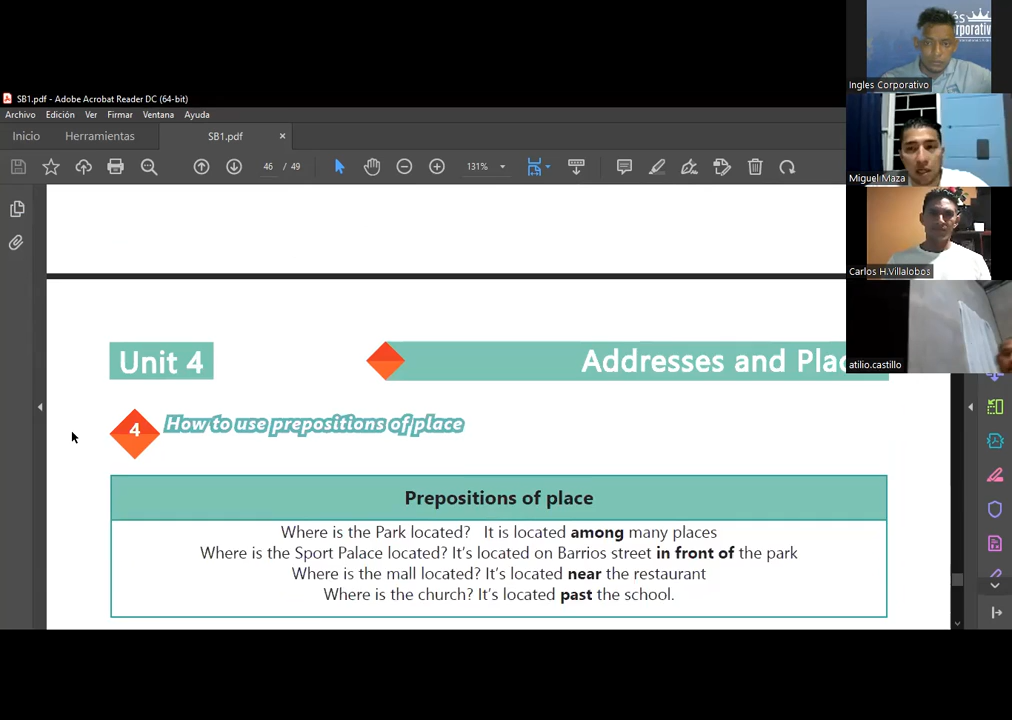 SB1.pdf - Adobe Acrobat Reader DC (64-bit)
Archivo Edición Ver Firmar Ventana Ayuda
Inicio Herramientas SB1.pdf ×
46 / 49 131%
Unit 4
Addresses and Plac
4 How to use prepositions of place
Prepositions of place
Where is the Park located? It is located among many places
Where is the Sport Palace located? It's located on Barrios street in front of the park
Where is the mall located? It's located near the restaurant
Where is the church? It's located past the school.
Ingles Corporativo
Miguel Maza
Carlos H.Villalobos
atilio.castillo